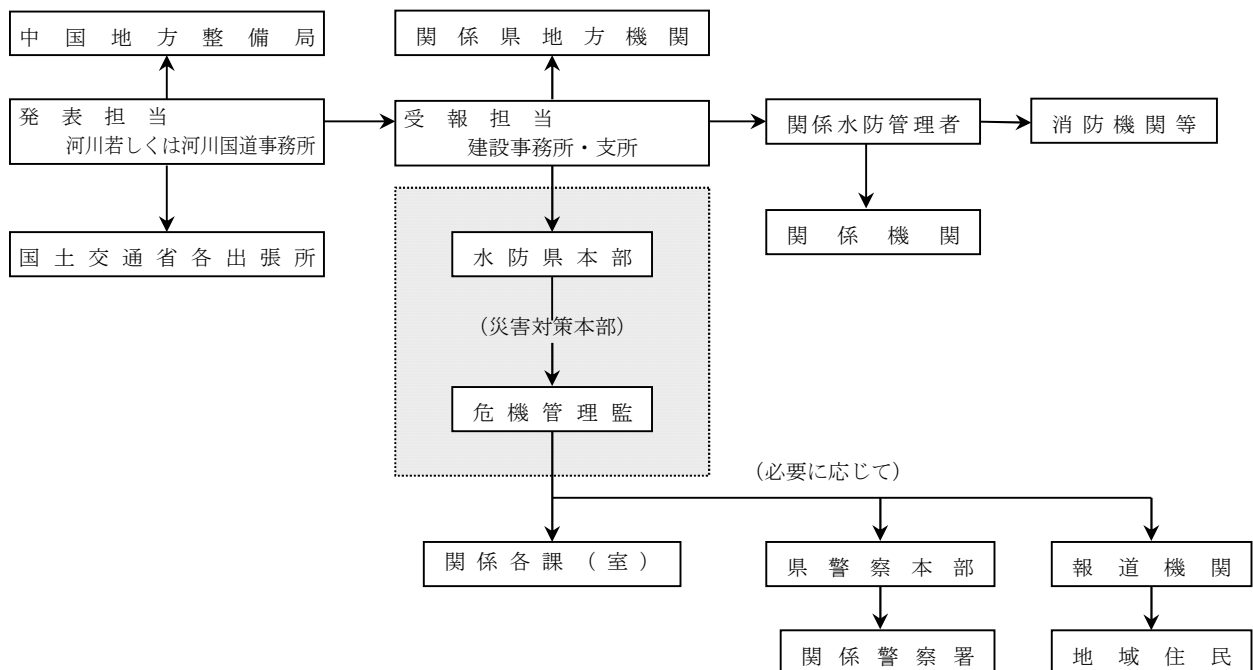 中国地方整備局
関係県地方機関
発表担当
河川若しくは河川国道事務所
受報担当
建設事務所・支所
関係水防管理者
消防機関等
関係機関
国土交通省各出張所
水防県本部
（災害対策本部）
危機管理監
（必要に応じて）
関係各課（室）
県警察本部
報道機関
関係警察署
地域住民